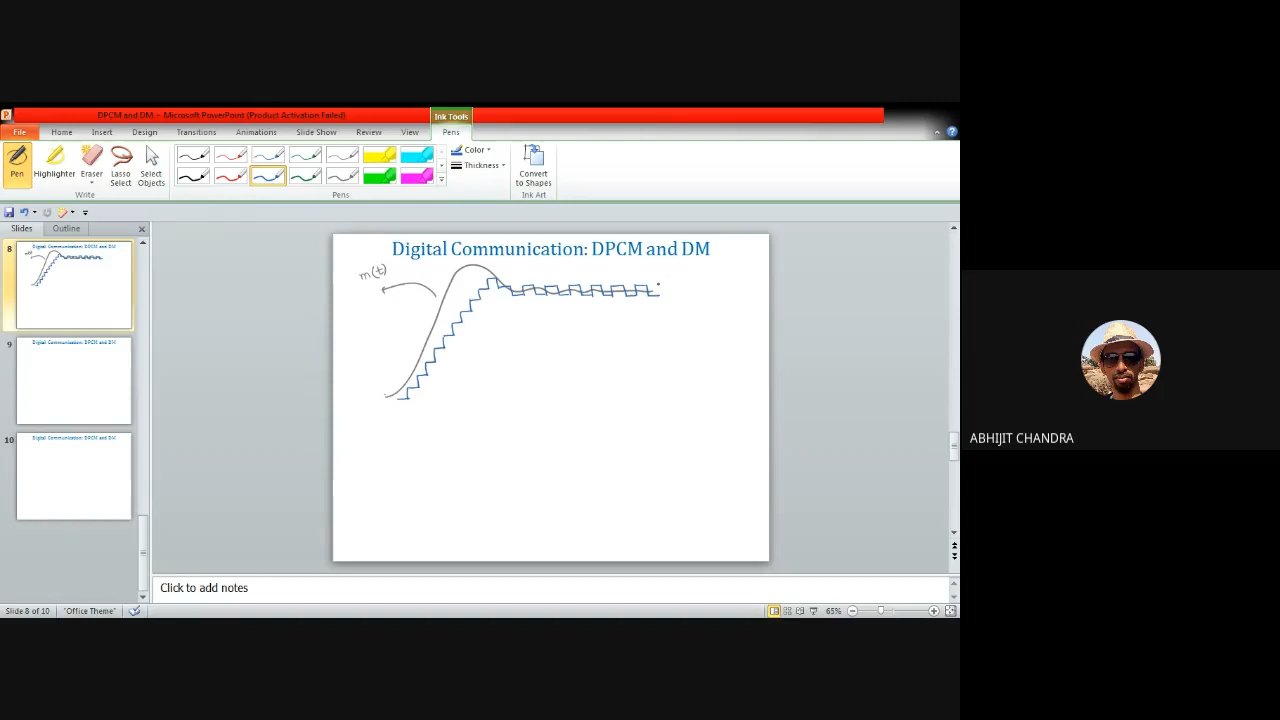 DPCM and DM - Microsoft PowerPoint (Product Activation Failed)
Ink Tools
File Home Insert Design Transitions Animations Slide Show Review View Pens
Pen Highlighter Eraser Lasso Select Select Objects Color Thickness Convert to Shapes
Write Pens Ink Art
Slides Outline
8 Digital Communication: DPCM and DM
m(t)
9 Digital Communication: DPCM and DM
10 Digital Communication: DPCM and DM
Digital Communication: DPCM and DM
m(t)
Click to add notes
Slide 8 of 10 "Office Theme" 65%
ABHIJIT CHANDRA